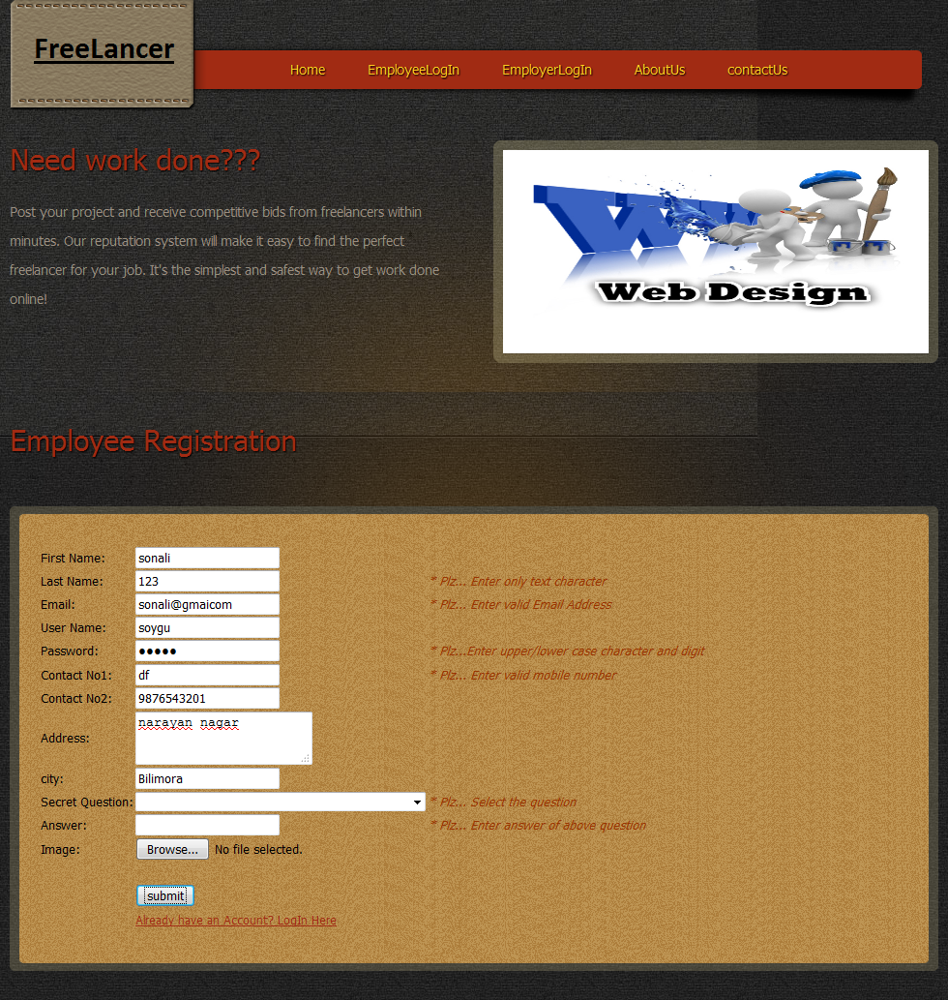 FreeLancer
Home EmployeeLogIn EmployerLogIn AboutUs contactUs
Need work done???
Post your project and receive competitive bids from freelancers within
minutes. Our reputation system will make it easy to find the perfect
freelancer for your job. It's the simplest and safest way to get work done
online!
WW
Web Design
Employee Registration
First Name: sonali
Last Name: 123 * Plz... Enter only text character
Email: sonali@gmaicom * Plz... Enter valid Email Address
User Name: soygu
Password: ●●●●● * Plz...Enter upper/lower case character and digit
Contact No1: df * Plz... Enter valid mobile number
Contact No2: 9876543201
Address: narayan nagar
city: Bilimora
Secret Question: * Plz... Select the question
Answer: * Plz... Enter answer of above question
Image: Browse... No file selected.
submit
Already have an Account? LogIn Here